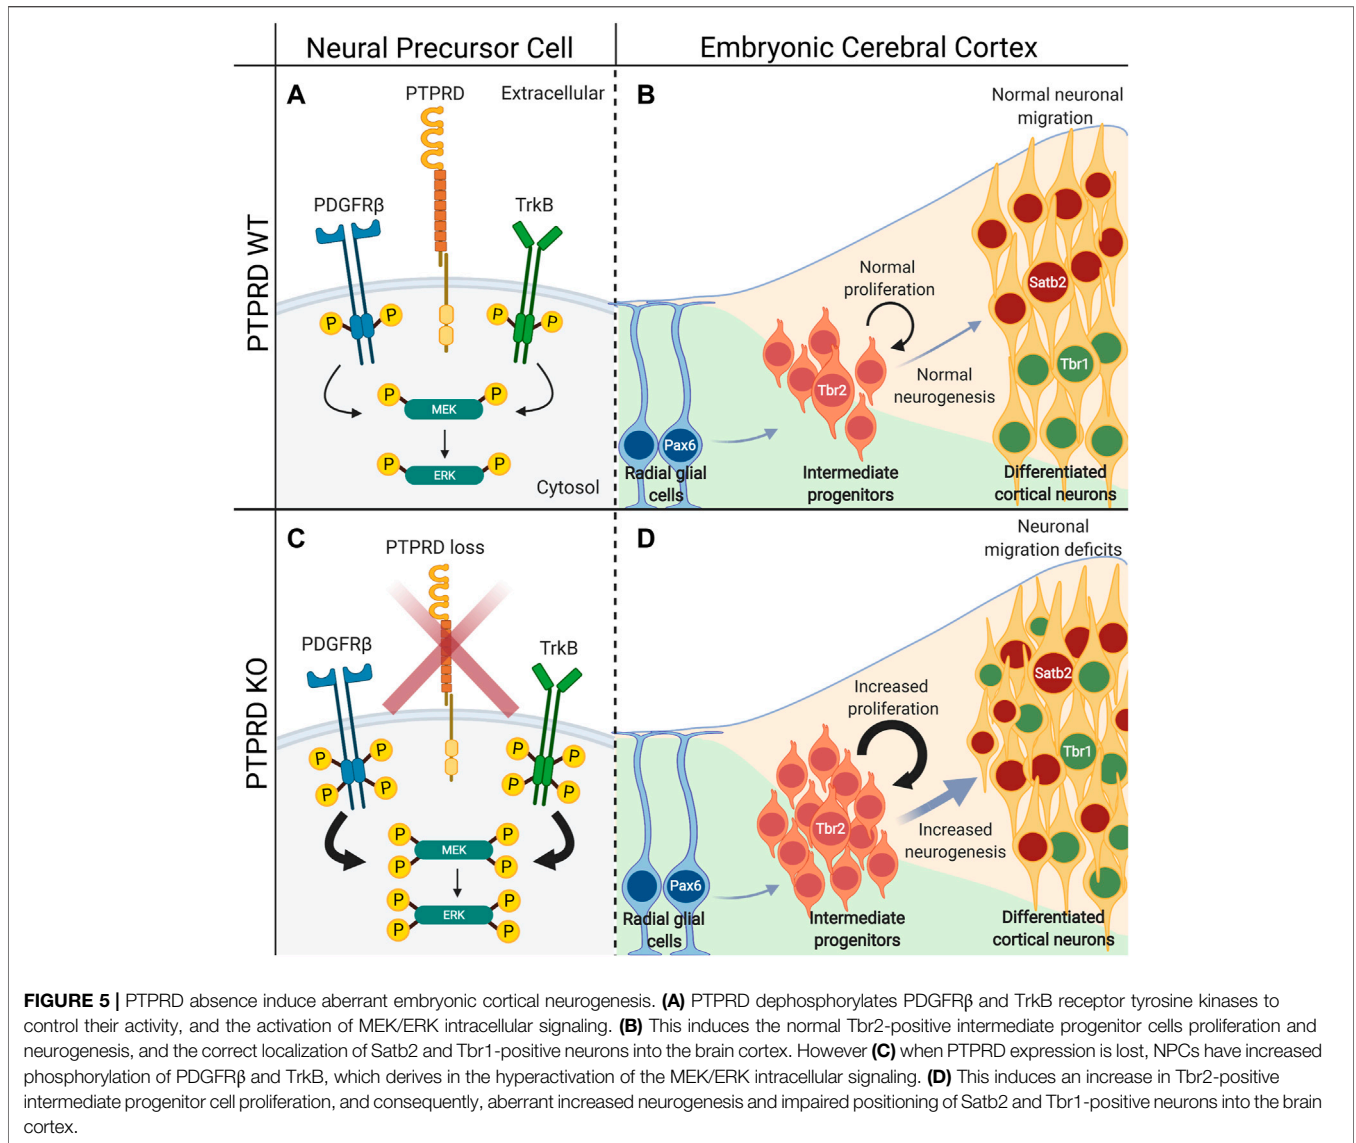 Neural Precursor Cell
Embryonic Cerebral Cortex
PTPRD WT
A
PTPRD
Extracellular
PDGFRβ
TrkB
P
P
P
P
P
P
MEK
P
P
ERK
Cytosol
B
Normal neuronal
migration
Normal
proliferation
Satb2
Tbr1
Tbr2
Normal
neurogenesis
Pax6
Radial glial
cells
Intermediate
progenitors
Differentiated
cortical neurons
PTPRD KO
C
PTPRD loss
PDGFRβ
TrkB
P
P
P
P
P
P
P
P
P
P
MEK
P
P
P
P
ERK
P
P
D
Neuronal
migration deficits
Increased
proliferation
Satb2
Tbr1
Tbr2
Increased
neurogenesis
Pax6
Radial glial
cells
Intermediate
progenitors
Differentiated
cortical neurons
FIGURE 5 | PTPRD absence induce aberrant embryonic cortical neurogenesis. (A) PTPRD dephosphorylates PDGFRβ and TrkB receptor tyrosine kinases to
control their activity, and the activation of MEK/ERK intracellular signaling. (B) This induces the normal Tbr2-positive intermediate progenitor cells proliferation and
neurogenesis, and the correct localization of Satb2 and Tbr1-positive neurons into the brain cortex. However (C) when PTPRD expression is lost, NPCs have increased
phosphorylation of PDGFRβ and TrkB, which derives in the hyperactivation of the MEK/ERK intracellular signaling. (D) This induces an increase in Tbr2-positive
intermediate progenitor cell proliferation, and consequently, aberrant increased neurogenesis and impaired positioning of Satb2 and Tbr1-positive neurons into the brain
cortex.